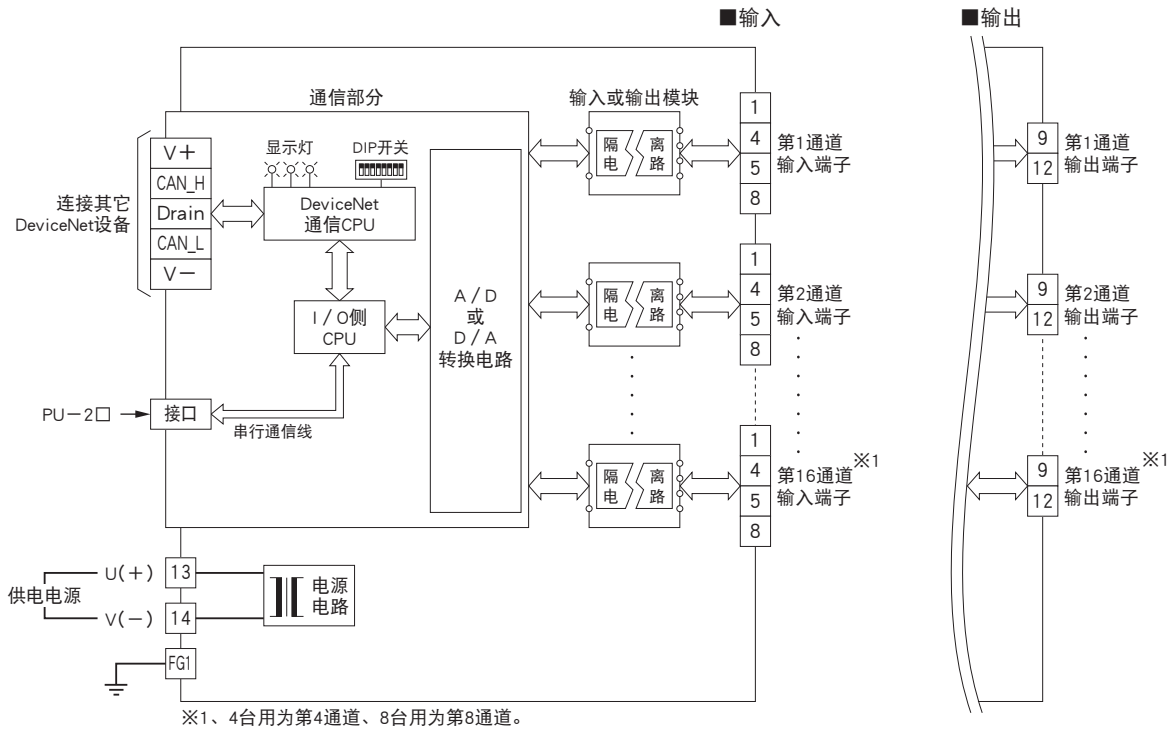 ■输入
■输出
通信部分
输入或输出模块
连接其它
DeviceNet设备
V+
CAN_H
Drain
CAN_L
V－
显示灯
DIP开关
DeviceNet
通信CPU
I／O侧
CPU
A／D
或
D／A
转换电路
PU－2□
接口
串行通信线
隔 离
电 路
1
4
5
8
第1通道
输入端子
隔 离
电 路
1
4
5
8
第2通道
输入端子
隔 离
电 路
1
4
5
8
第16通道※1
输入端子
9
12
第1通道
输出端子
9
12
第2通道
输出端子
9
12
第16通道※1
输出端子
供电电源
U(＋)
13
V(－)
14
电源
电路
FG1
※1、4台用为第4通道、8台用为第8通道。